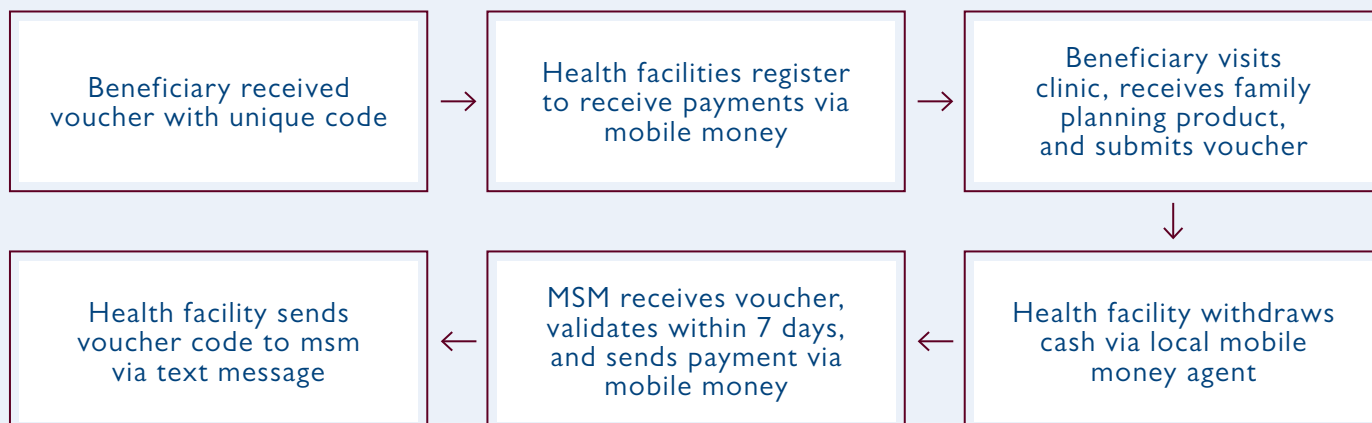 Beneficiary received
voucher with unique code
Health facilities register
to receive payments via
mobile money
Beneficiary visits
clinic, receives family
planning product,
and submits voucher
Health facility sends
voucher code to msm
via text message
MSM receives voucher,
validates within 7 days,
and sends payment via
mobile money
Health facility withdraws
cash via local mobile
money agent